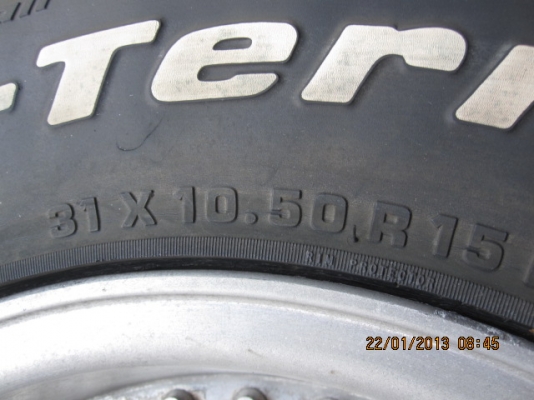 -Terr
31 X 10.50 R 15
RIM PROTECTOR
22/01/2013 08:45